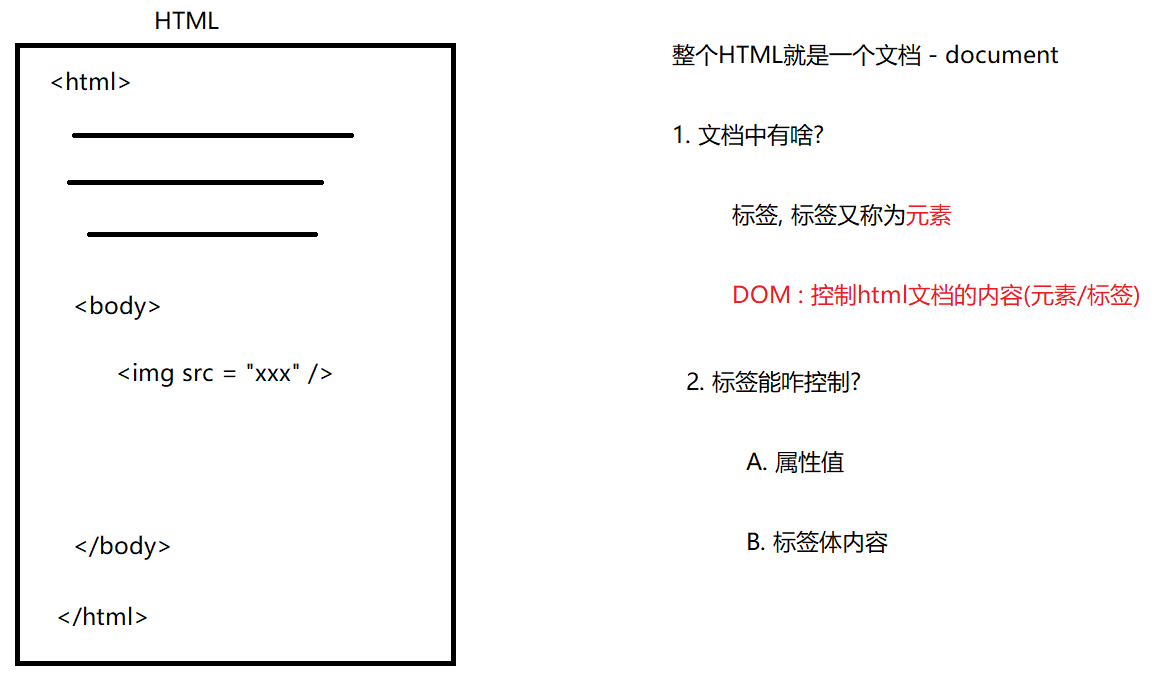 HTML
<html>
<body>
<img src = "xxx" />
</body>
</html>
整个HTML就是一个文档 - document
1. 文档中有啥?
标签, 标签又称为元素
DOM : 控制html文档的内容(元素/标签)
2. 标签能咋控制?
A. 属性值
B. 标签体内容